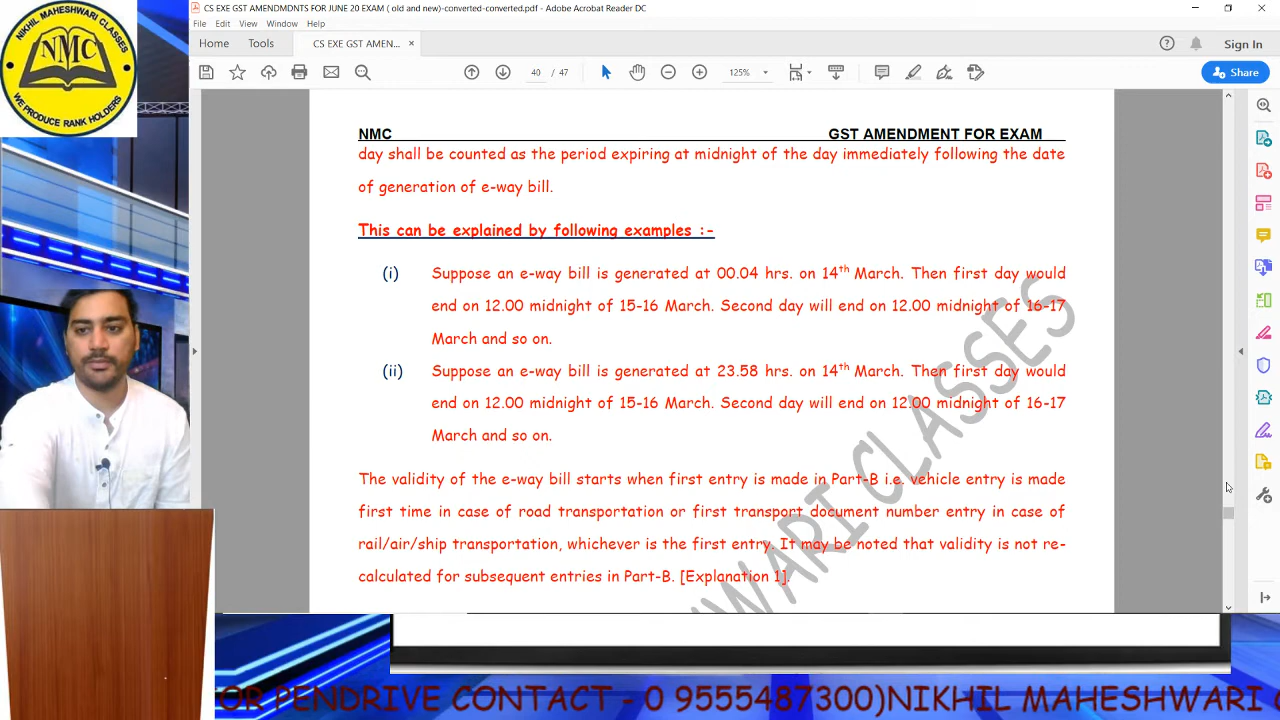 CS EXE GST AMENDMDNTS FOR JUNE 20 EXAM ( old and new)-converted-converted.pdf - Adobe Acrobat Reader DC
File Edit View Window Help
Home Tools CS EXE GST AMEN... × Sign In
40 / 47 125% Share
NIKHIL MAHESHWARI CLASSES
NMC
WE PRODUCE RANK HOLDERS
NMC GST AMENDMENT FOR EXAM
day shall be counted as the period expiring at midnight of the day immediately following the date
of generation of e-way bill.
This can be explained by following examples :-
(i) Suppose an e-way bill is generated at 00.04 hrs. on 14th March. Then first day would
end on 12.00 midnight of 15-16 March. Second day will end on 12.00 midnight of 16-17
March and so on.
(ii) Suppose an e-way bill is generated at 23.58 hrs. on 14th March. Then first day would
end on 12.00 midnight of 15-16 March. Second day will end on 12.00 midnight of 16-17
March and so on.
The validity of the e-way bill starts when first entry is made in Part-B i.e. vehicle entry is made
first time in case of road transportation or first transport document number entry in case of
rail/air/ship transportation, whichever is the first entry. It may be noted that validity is not re-
calculated for subsequent entries in Part-B. [Explanation 1].
WARI CLASSES
OR PENDRIVE CONTACT - 0 9555487300)NIKHIL MAHESHWARI